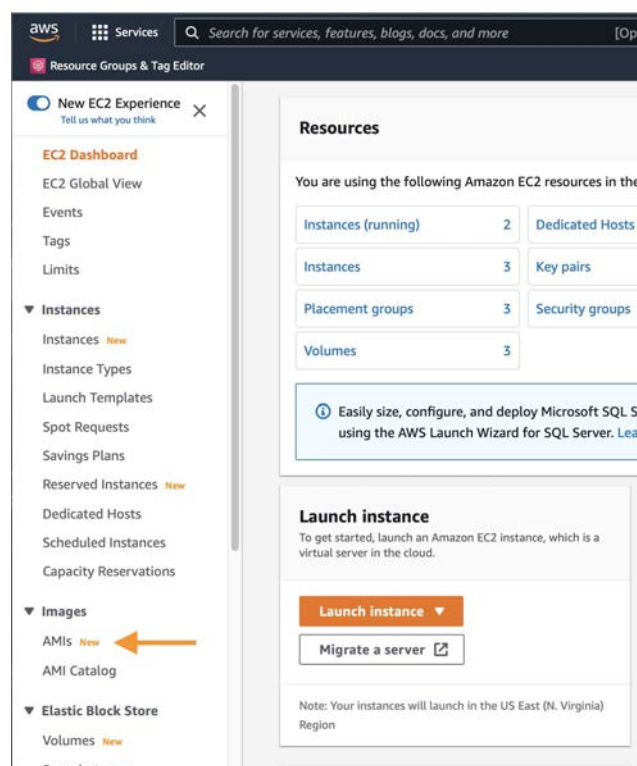 aws
Services
Search for services, features, blogs, docs, and more
[Op
Resource Groups & Tag Editor
New EC2 Experience
Tell us what you think
EC2 Dashboard
EC2 Global View
Events
Tags
Limits
Instances
Instances New
Instance Types
Launch Templates
Spot Requests
Savings Plans
Reserved Instances New
Dedicated Hosts
Scheduled Instances
Capacity Reservations
Images
AMIs New
AMI Catalog
Elastic Block Store
Volumes New
Resources
You are using the following Amazon EC2 resources in the
Instances (running) 2 Dedicated Hosts
Instances 3 Key pairs
Placement groups 3 Security groups
Volumes 3
Easily size, configure, and deploy Microsoft SQL S
using the AWS Launch Wizard for SQL Server. Lea
Launch instance
To get started, launch an Amazon EC2 instance, which is a
virtual server in the cloud.
Launch instance
Migrate a server
Note: Your instances will launch in the US East (N. Virginia)
Region